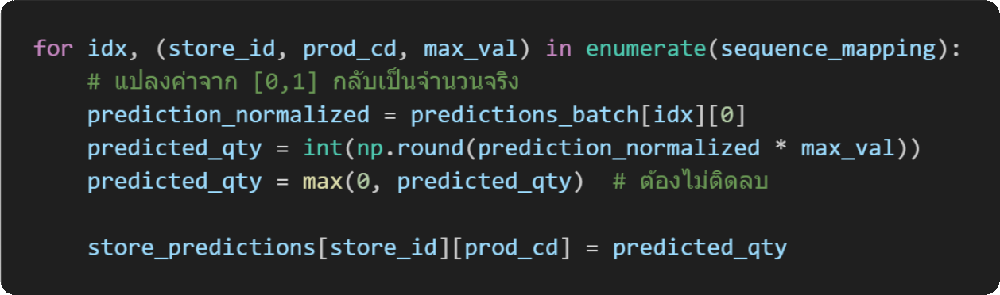 for idx, (store_id, prod_cd, max_val) in enumerate(sequence_mapping):
    # แปลงค่าจาก [0,1] กลับเป็นจำนวนจริง
    prediction_normalized = predictions_batch[idx][0]
    predicted_qty = int(np.round(prediction_normalized * max_val))
    predicted_qty = max(0, predicted_qty)  # ต้องไม่ติดลบ

    store_predictions[store_id][prod_cd] = predicted_qty